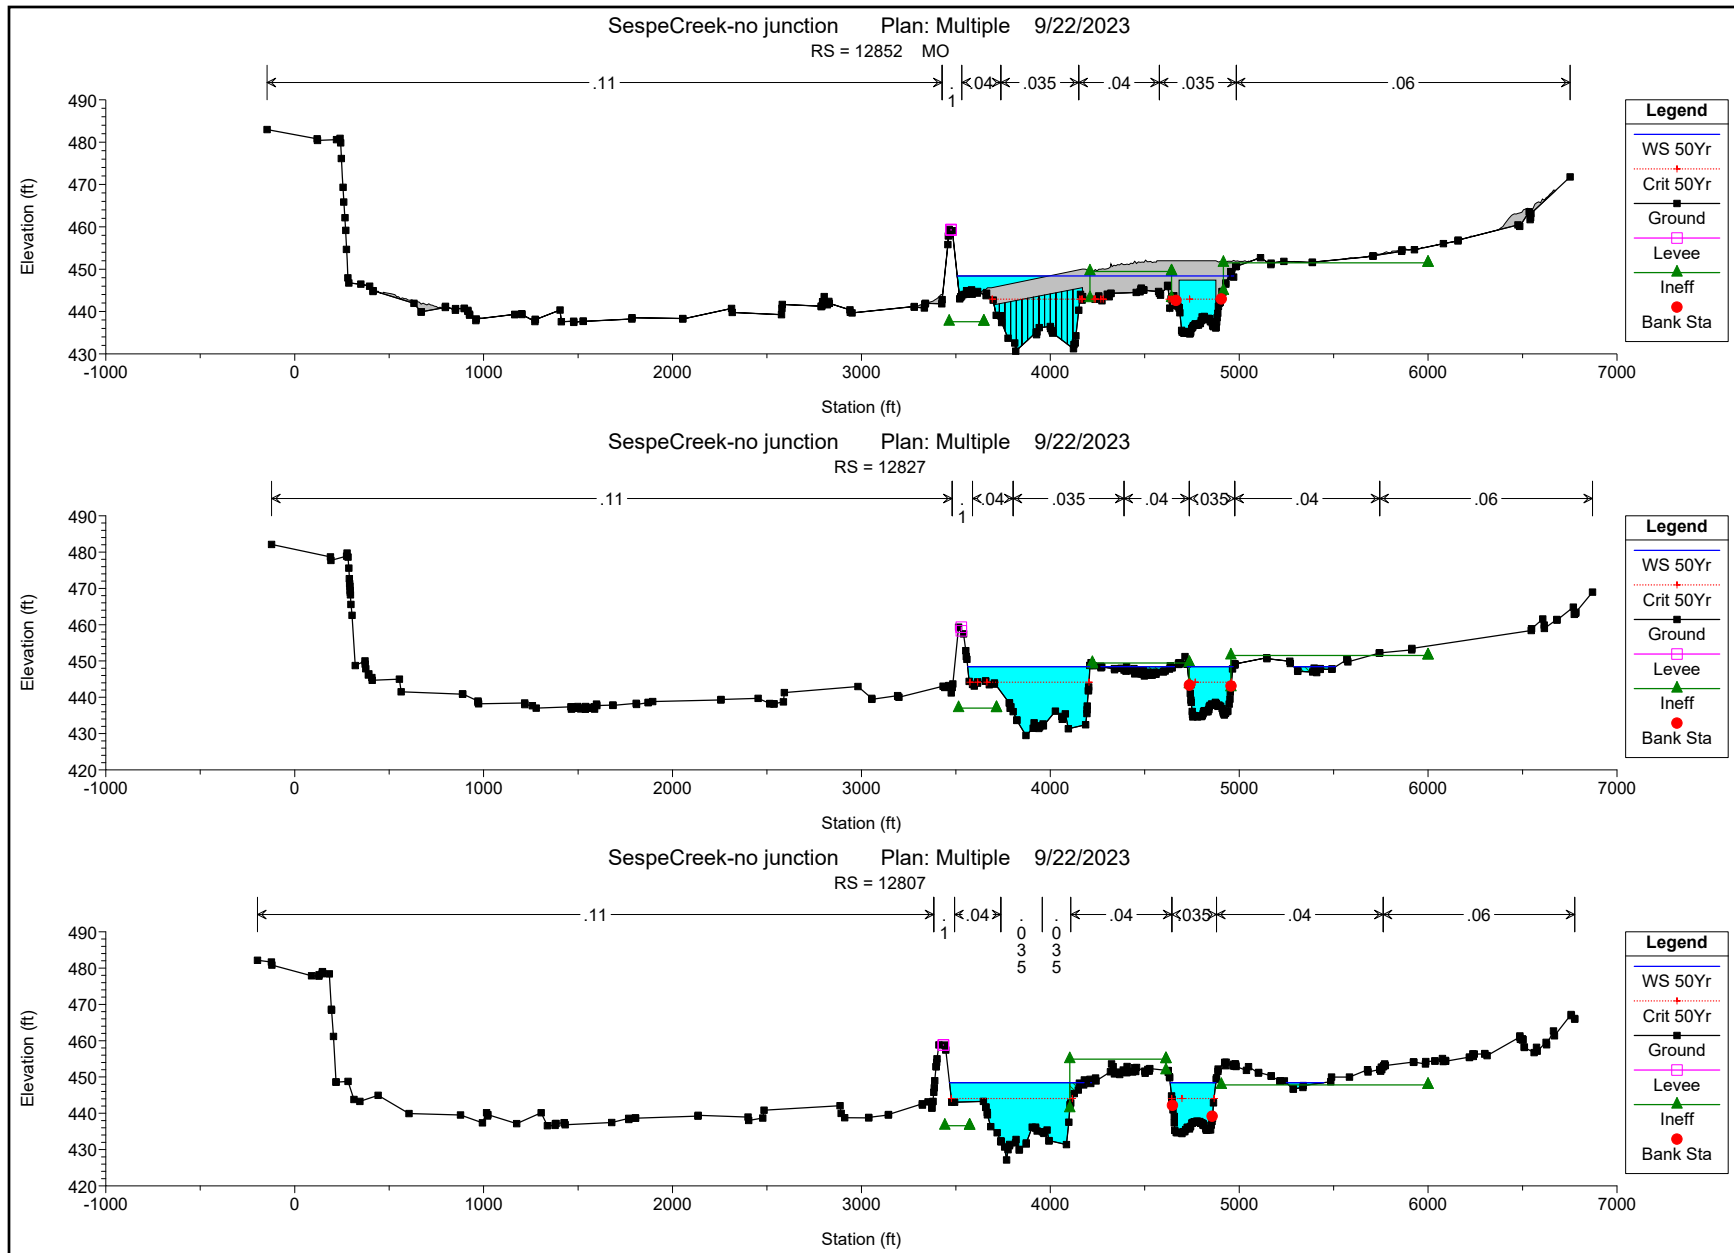 SespeCreek-no junction Plan: Multiple 9/22/2023
RS = 12852 MO
.11 .1 .04 .035 .04 .035 .06
490
480
470
460
450
440
430
Elevation (ft)
-1000 0 1000 2000 3000 4000 5000 6000 7000
Station (ft)
Legend
WS 50Yr
Crit 50Yr
Ground
Levee
Ineff
Bank Sta
SespeCreek-no junction Plan: Multiple 9/22/2023
RS = 12827
.11 .1 .04 .035 .04 .035 .04 .06
490
480
470
460
450
440
430
420
Elevation (ft)
-1000 0 1000 2000 3000 4000 5000 6000 7000
Station (ft)
Legend
WS 50Yr
Crit 50Yr
Ground
Levee
Ineff
Bank Sta
SespeCreek-no junction Plan: Multiple 9/22/2023
RS = 12807
.11 .1 .04 .035 .035 .04 .035 .04 .06
490
480
470
460
450
440
430
420
Elevation (ft)
-1000 0 1000 2000 3000 4000 5000 6000 7000
Station (ft)
Legend
WS 50Yr
Crit 50Yr
Ground
Levee
Ineff
Bank Sta